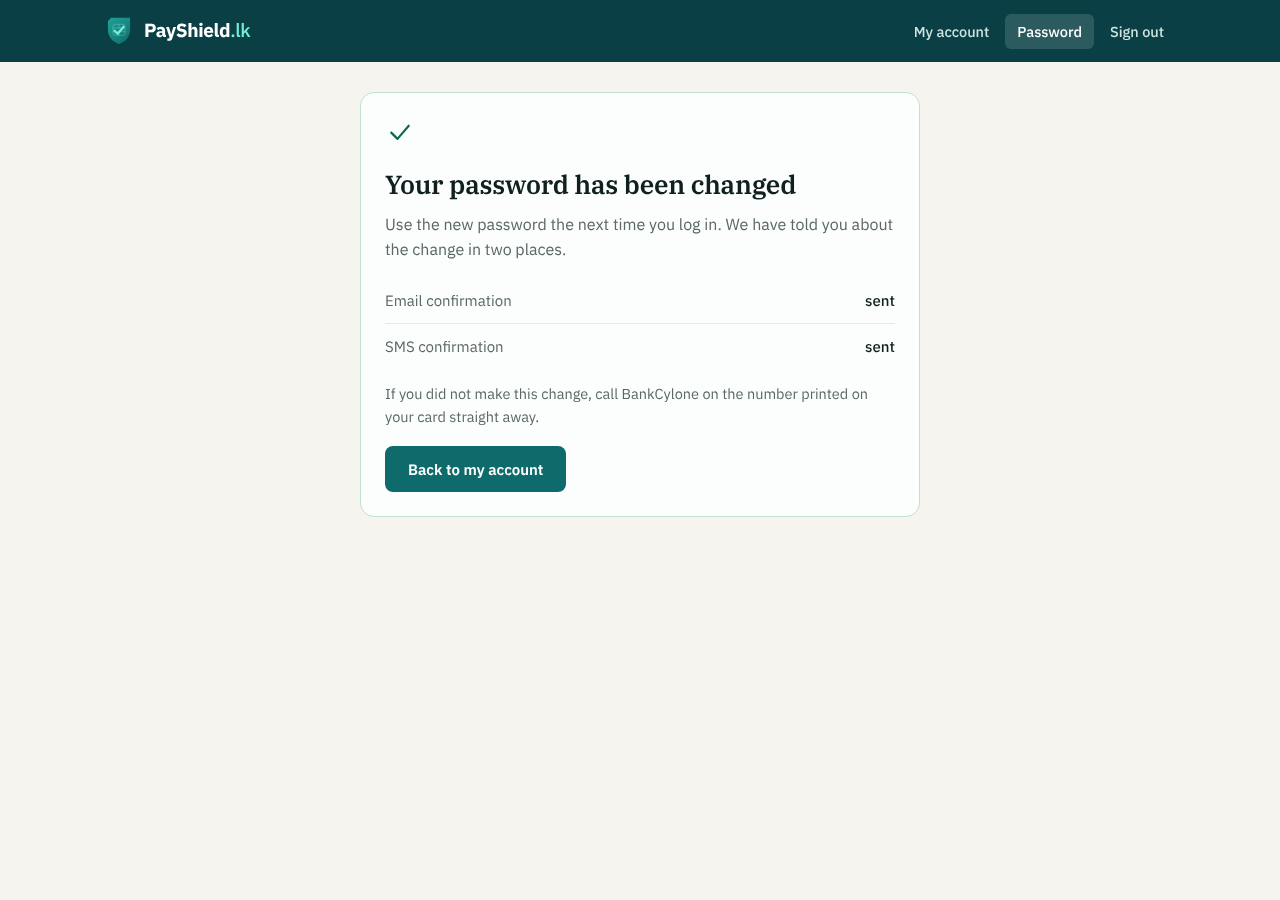 PayShield.lk
My account
Password
Sign out
Your password has been changed
Use the new password the next time you log in. We have told you about
the change in two places.
Email confirmation sent
SMS confirmation sent
If you did not make this change, call BankCylone on the number printed on
your card straight away.
Back to my account